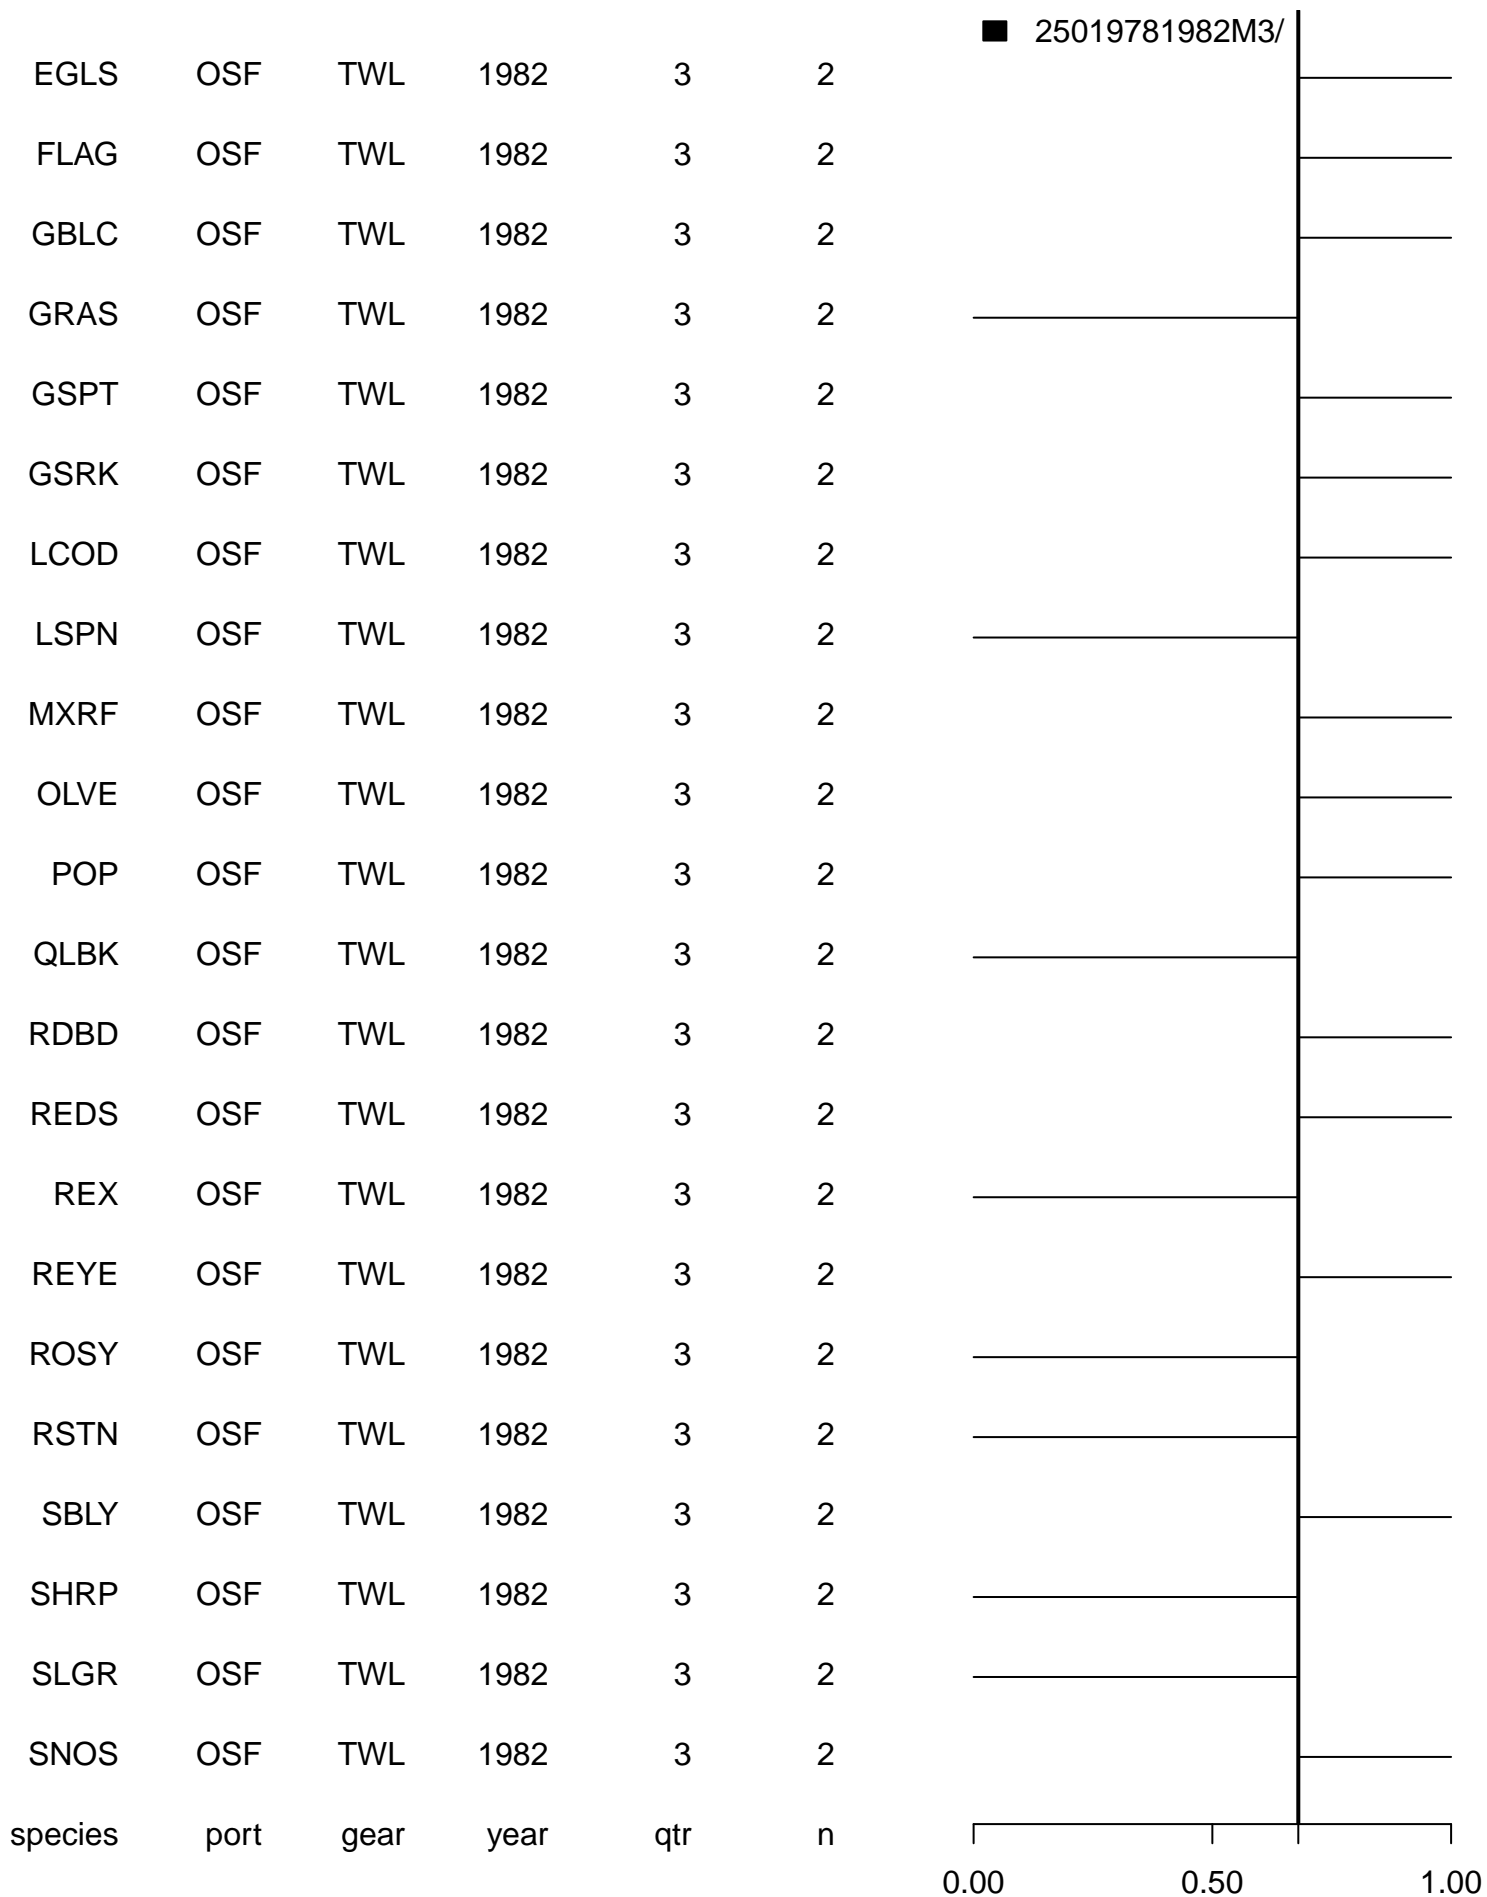 25019781982M3/
EGLS OSF TWL 1982 3 2
FLAG OSF TWL 1982 3 2
GBLC OSF TWL 1982 3 2
GRAS OSF TWL 1982 3 2
GSPT OSF TWL 1982 3 2
GSRK OSF TWL 1982 3 2
LCOD OSF TWL 1982 3 2
LSPN OSF TWL 1982 3 2
MXRF OSF TWL 1982 3 2
OLVE OSF TWL 1982 3 2
POP OSF TWL 1982 3 2
QLBK OSF TWL 1982 3 2
RDBD OSF TWL 1982 3 2
REDS OSF TWL 1982 3 2
REX OSF TWL 1982 3 2
REYE OSF TWL 1982 3 2
ROSY OSF TWL 1982 3 2
RSTN OSF TWL 1982 3 2
SBLY OSF TWL 1982 3 2
SHRP OSF TWL 1982 3 2
SLGR OSF TWL 1982 3 2
SNOS OSF TWL 1982 3 2
species port gear year qtr n
0.00 0.50 1.00